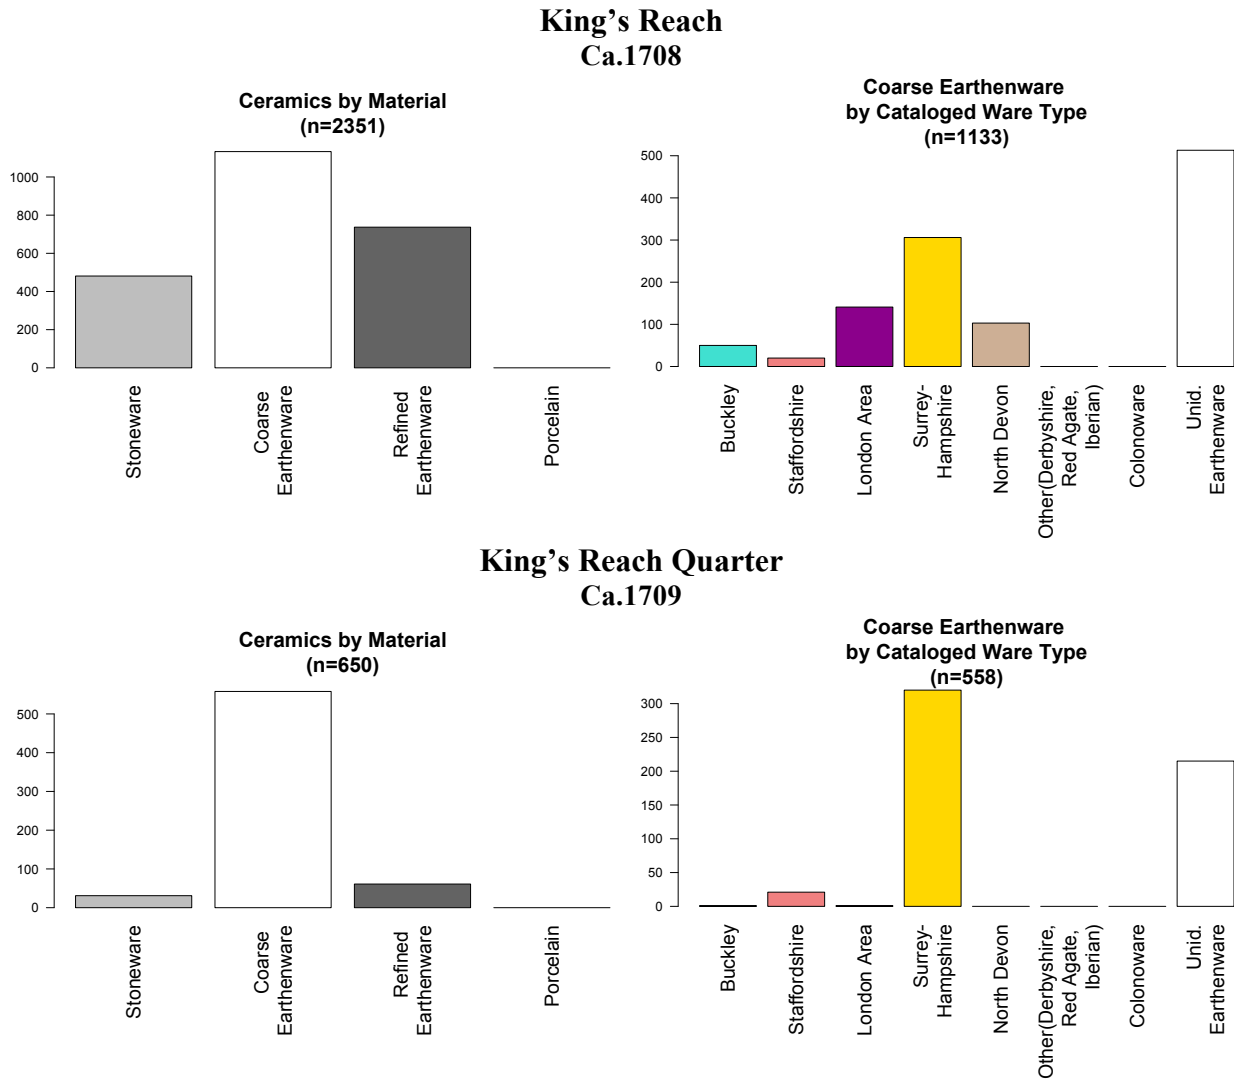 King’s Reach
Ca.1708
Ceramics by Material
(n=2351)
1000
800
600
400
200
0
Stoneware
Coarse
Earthenware
Refined
Earthenware
Porcelain
Coarse Earthenware
by Cataloged Ware Type
(n=1133)
500
400
300
200
100
0
Buckley
Staffordshire
London Area
Surrey-
Hampshire
North Devon
Other(Derbyshire,
Red Agate,
Iberian)
Colonoware
Unid.
Earthenware
King’s Reach Quarter
Ca.1709
Ceramics by Material
(n=650)
500
400
300
200
100
0
Stoneware
Coarse
Earthenware
Refined
Earthenware
Porcelain
Coarse Earthenware
by Cataloged Ware Type
(n=558)
300
250
200
150
100
50
0
Buckley
Staffordshire
London Area
Surrey-
Hampshire
North Devon
Other(Derbyshire,
Red Agate,
Iberian)
Colonoware
Unid.
Earthenware